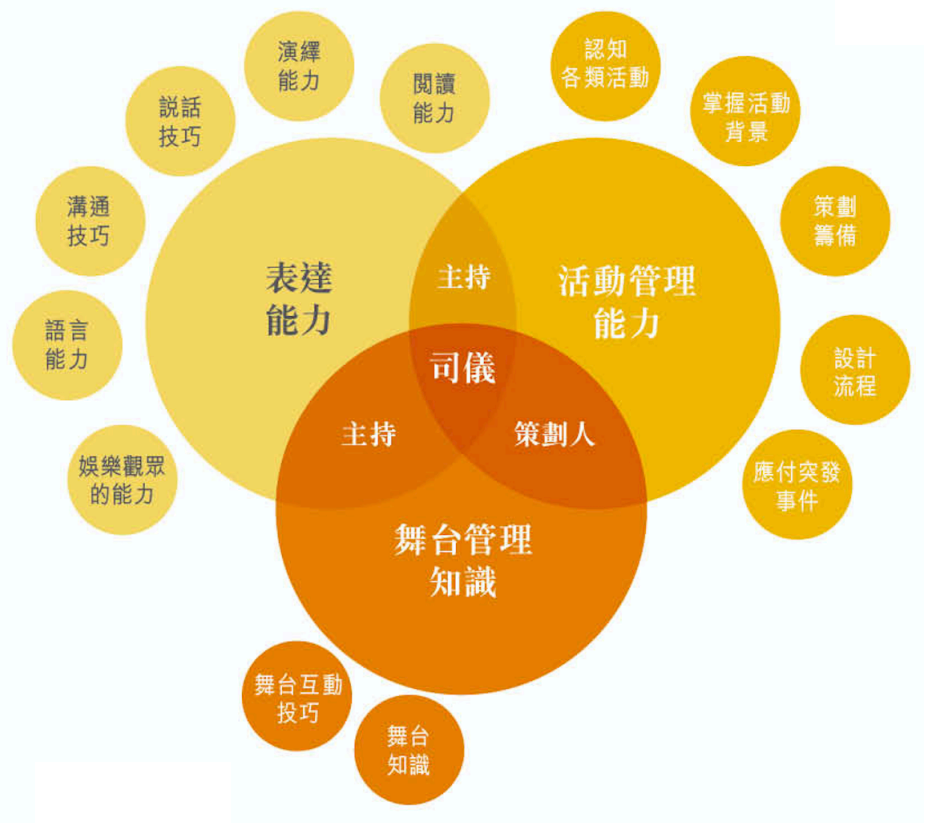 演繹
能力
閲讀
能力
説話
技巧
溝通
技巧
語言
能力
娛樂觀眾
的能力
認知
各類活動
掌握活動
背景
策劃
籌備
設計
流程
應付突發
事件
表達
能力
主持
活動管理
能力
司儀
主持
策劃人
舞台管理
知識
舞台互動
投巧
舞台
知識